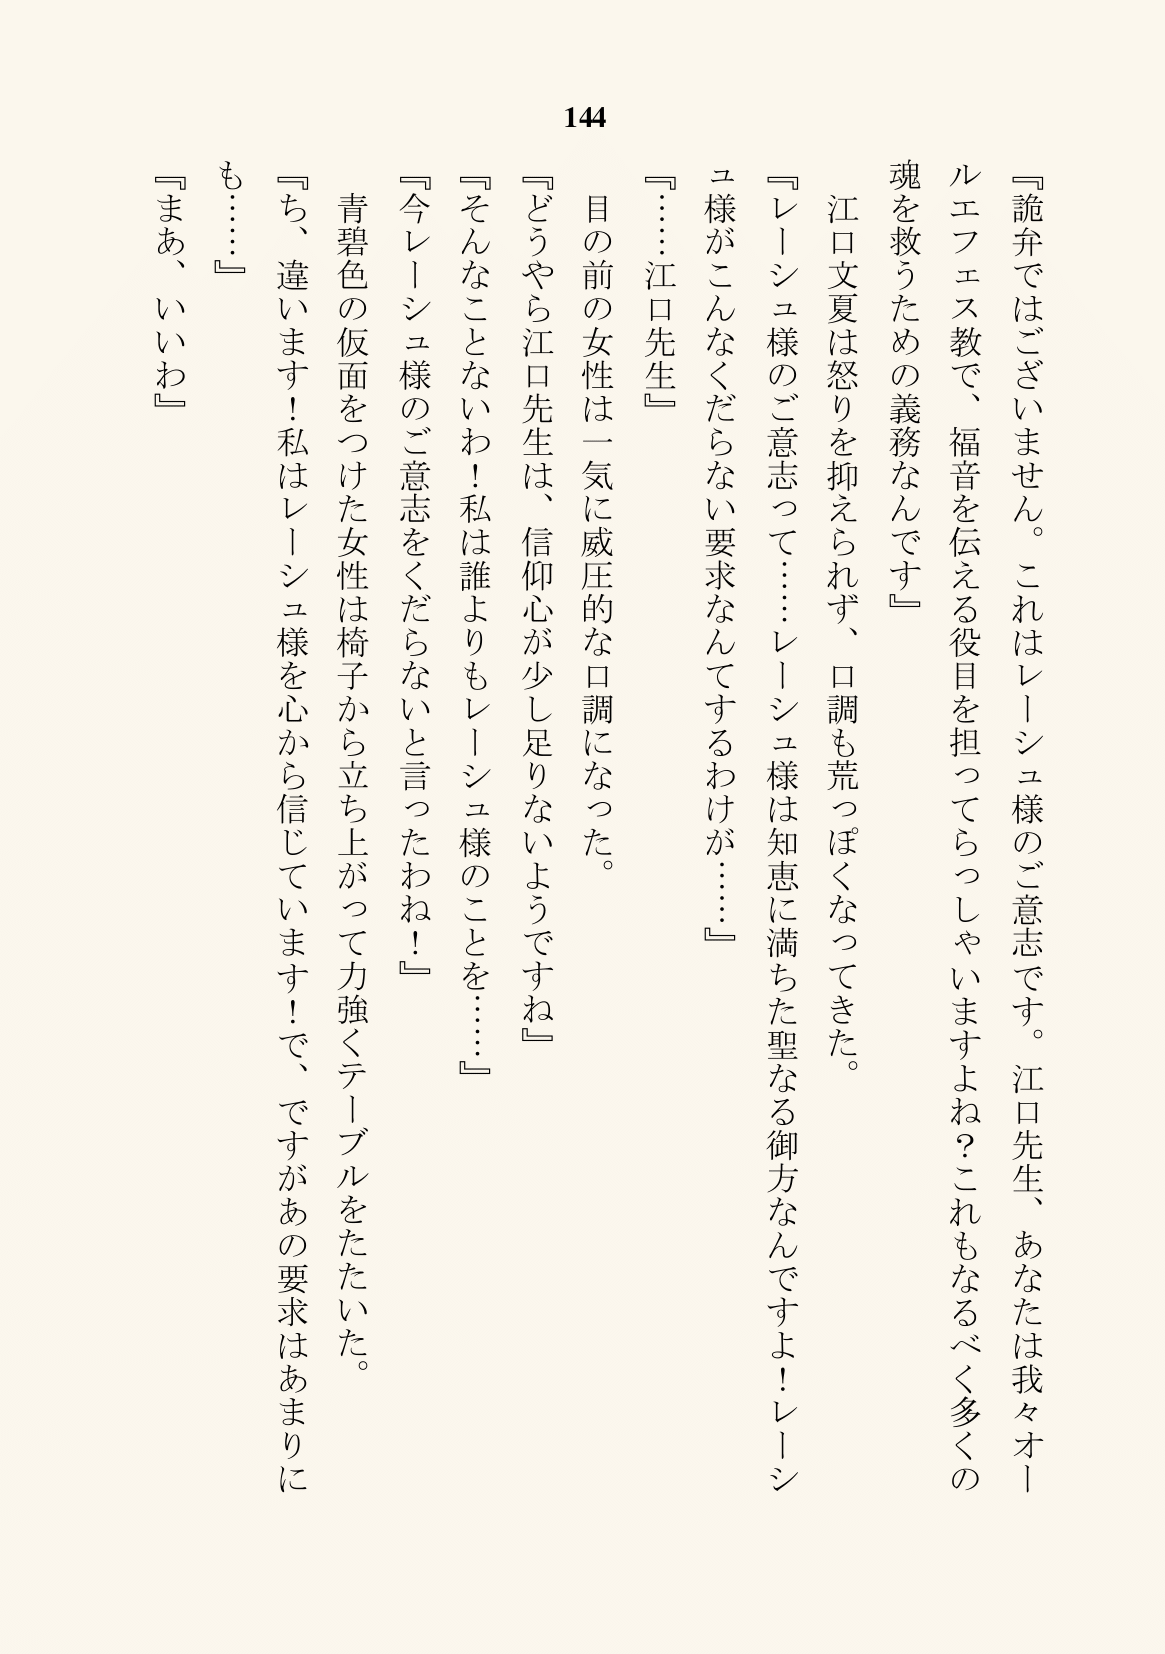 144
『詭弁ではございません。これはレーシュ様のご意志です。江口先生、あなたは我々オー
ルエフェス教で、福音を伝える役目を担ってらっしゃいますよね？これもなるべく多くの
魂を救うための義務なんです』
　江口文夏は怒りを抑えられず、口調も荒っぽくなってきた。
『レーシュ様のご意志って……レーシュ様は知恵に満ちた聖なる御方なんですよ！レーシ
ュ様がこんなくだらない要求なんてするわけが……』
『……江口先生』
　目の前の女性は一気に威圧的な口調になった。
『どうやら江口先生は、信仰心が少し足りないようですね』
『そんなことないわ！私は誰よりもレーシュ様のことを……』
『今レーシュ様のご意志をくだらないと言ったわね！』
　青碧色の仮面をつけた女性は椅子から立ち上がって力強くテーブルをたたいた。
『ち、違います！私はレーシュ様を心から信じています！で、ですがあの要求はあまりに
も……』
『まあ、いいわ』